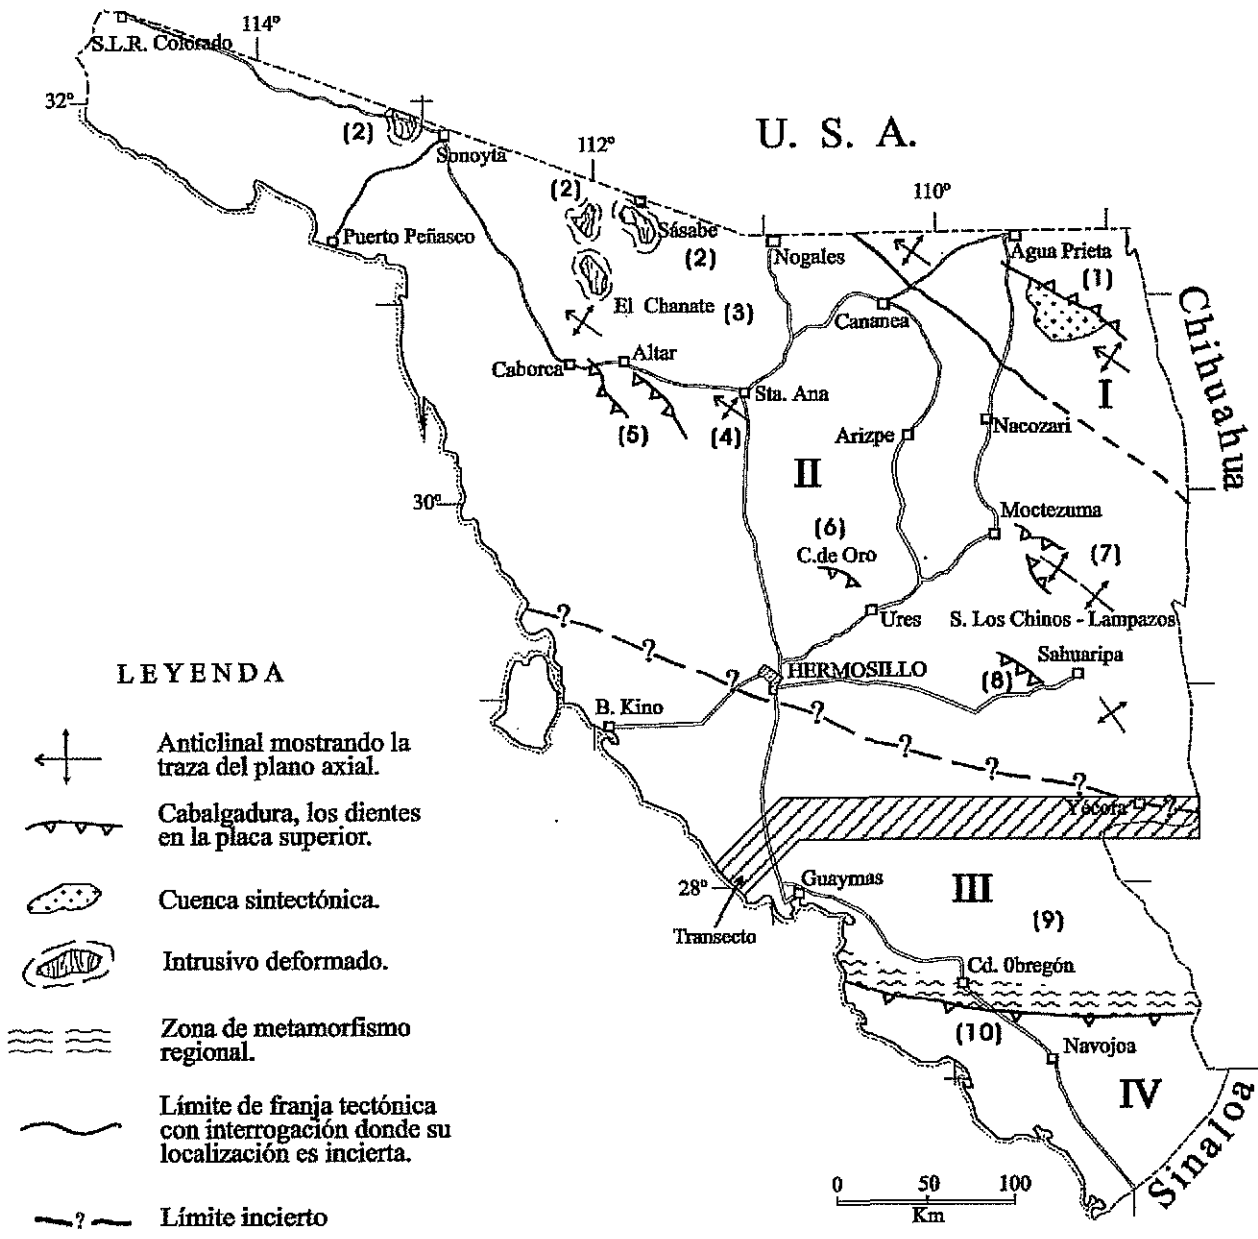 114°
S.L.R. Colorado
32°
(2)
Sonoyta
U. S. A.
112°
(2)
110°
Puerto Peñasco
Sásabe
(2)
Nogales
Agua Prieta
(1)
Chihuahua
El Chanate
(3)
Cananea
Caborca
Altar
Sta. Ana
I
(5)
(4)
Arizpe
Nacozari
II
30°
Moctezuma
(6)
C.de Oro
(7)
?
Ures
S. Los Chinos - Lampazos
?
LEYENDA
?
HERMOSILLO
Sahuaripa
(8)
B. Kino
?
Anticlinal mostrando la
traza del plano axial.
?
?
?
Yécora
?
Cabalgadura, los dientes
en la placa superior.
28°
Guaymas
III
Cuenca sintectónica.
(9)
Transecto
Intrusivo deformado.
Cd. Obregón
Zona de metamorfismo
regional.
(10)
Navojoa
IV
Límite de franja tectónica
con interrogación donde su
localización es incierta.
Sinaloa
0 50 100
Km
? Límite incierto